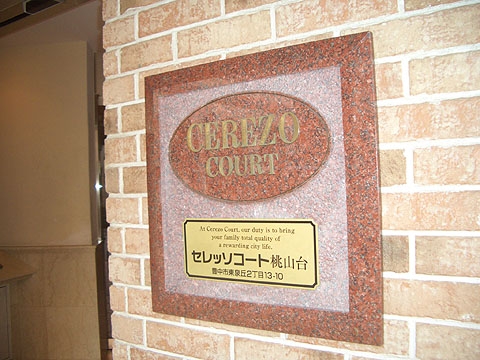 CEREZO
COURT
At Cerezo Court, our duty is to bring
your family total quality of
a rewarding city life.
セレッソコート桃山台
豊中市東泉丘2丁目13-10